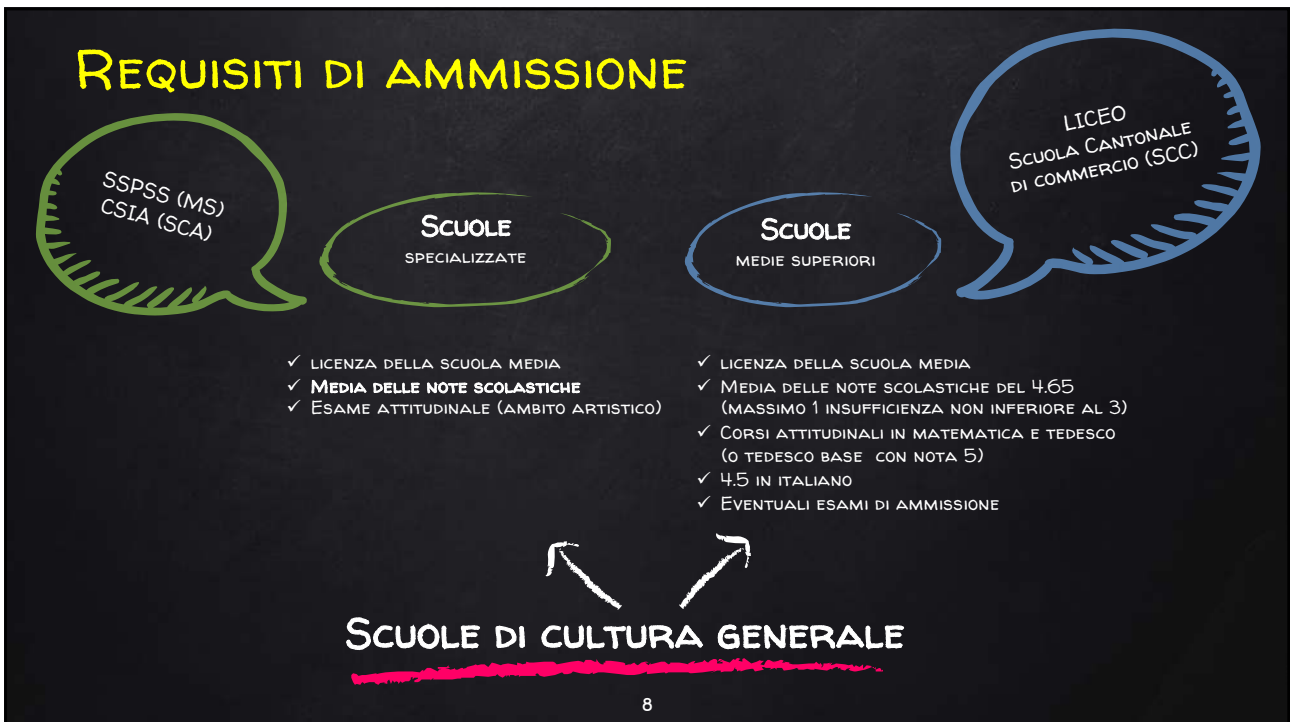 Requisiti di ammissione
SSPSS (MS)
CSIA (SCA)
Scuole
specializzate
Scuole
medie superiori
LICEO
Scuola Cantonale
di commercio (SCC)
✓ licenza della scuola media
✓ Media delle note scolastiche
✓ Esame attitudinale (ambito artistico)
✓ licenza della scuola media
✓ Media delle note scolastiche del 4.65
(massimo 1 insufficienza non inferiore al 3)
✓ Corsi attitudinali in matematica e tedesco
(o tedesco base con nota 5)
✓ 4.5 in italiano
✓ Eventuali esami di ammissione
Scuole di cultura generale
8